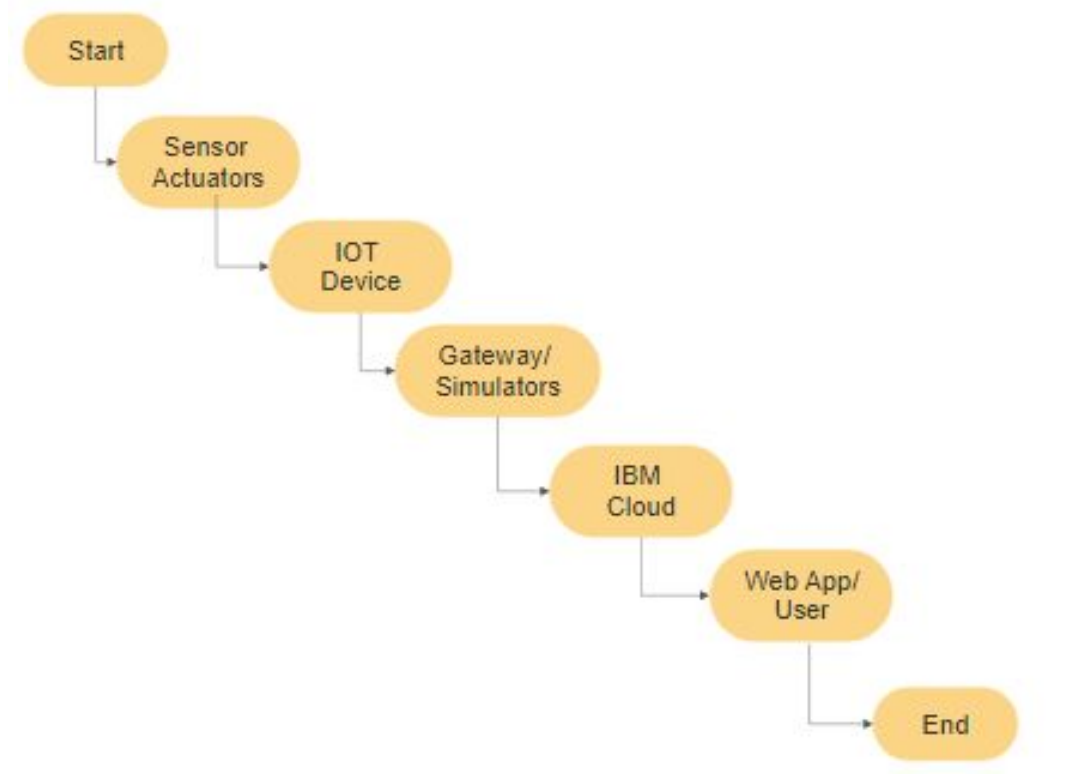 Start
Sensor
Actuators
IOT
Device
Gateway/
Simulators
IBM
Cloud
Web App/
User
End